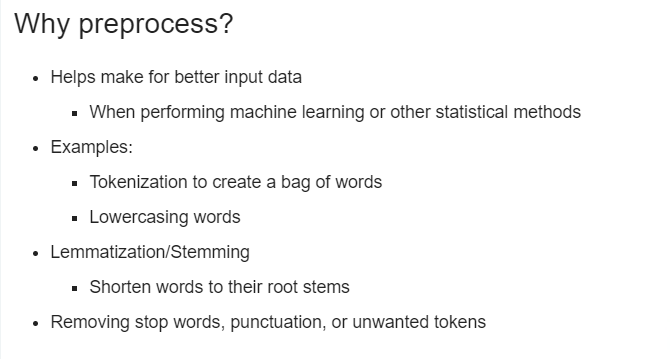 Why preprocess?
Helps make for better input data
When performing machine learning or other statistical methods
Examples:
Tokenization to create a bag of words
Lowercasing words
Lemmatization/Stemming
Shorten words to their root stems
Removing stop words, punctuation, or unwanted tokens